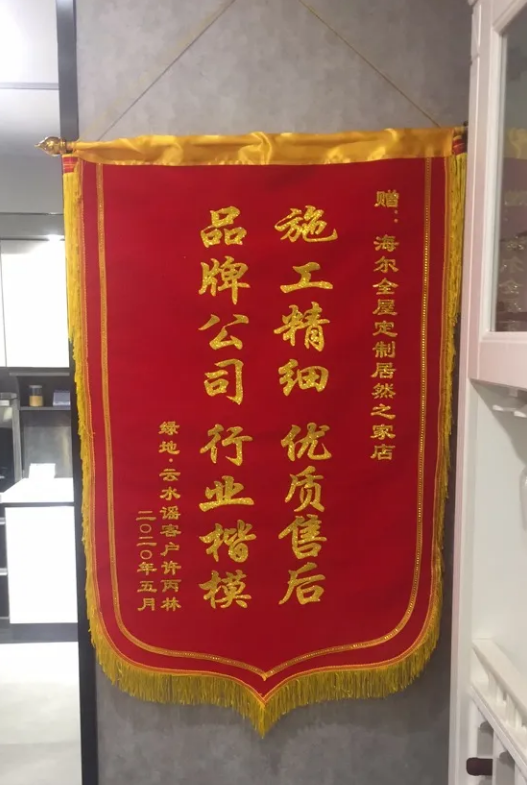 赠：海尔全屋定制居然之家店
施工精细 优质售后
品牌公司 行业楷模
绿地·云水谣客户许丙林
二〇二〇年五月